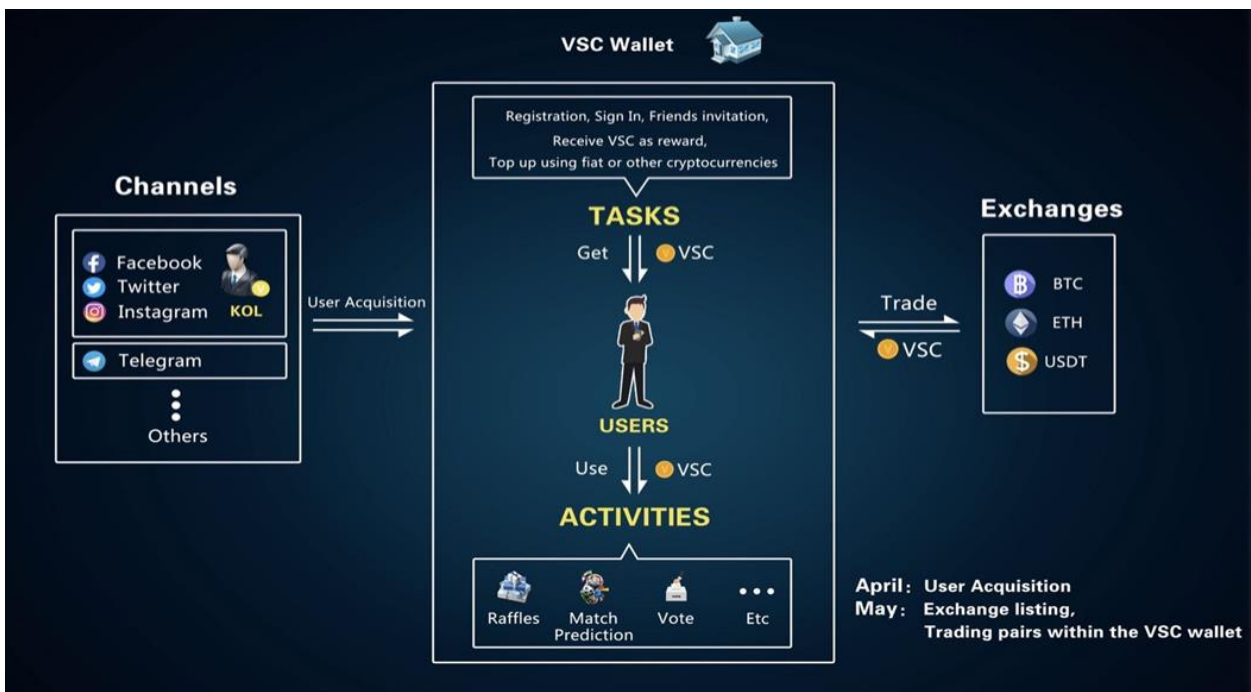 VSC Wallet
Registration, Sign In, Friends invitation,
Receive VSC as reward,
Top up using fiat or other cryptocurrencies
Channels
Facebook
Twitter
Instagram
KOL
Telegram
Others
User Acquisition
TASKS
Get
VSC
USERS
Use
VSC
ACTIVITIES
Raffles
Match
Prediction
Vote
Etc
Trade
VSC
Exchanges
BTC
ETH
USDT
April： User Acquisition
May： Exchange listing,
Trading pairs within the VSC wallet